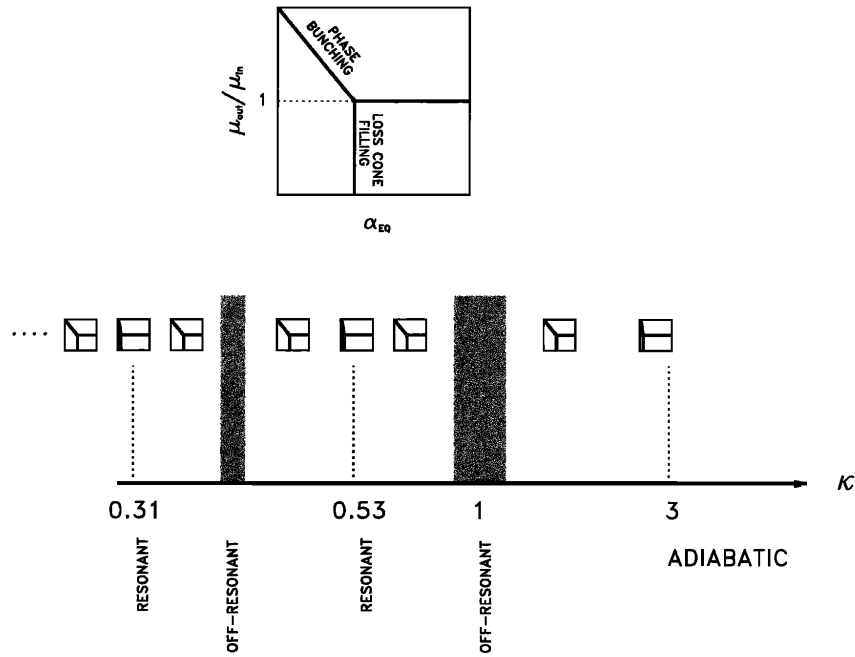 PHASE
BUNCHING
μout/μin
1
LOSS CONE
FILLING
αEQ
....
κ
0.31
0.53
1
3
RESONANT
OFF-RESONANT
RESONANT
OFF-RESONANT
ADIABATIC